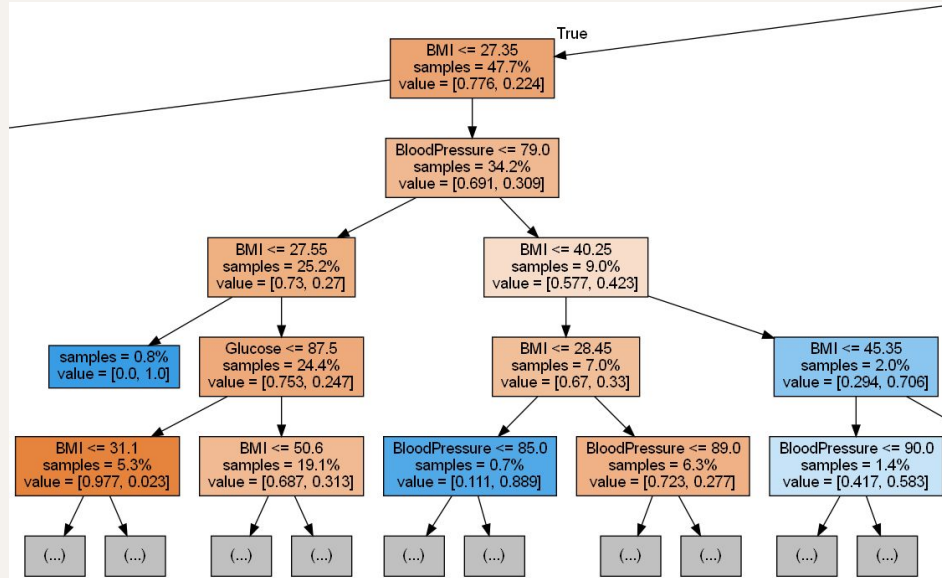 True
BMI <= 27.35
samples = 47.7%
value = [0.776, 0.224]
BloodPressure <= 79.0
samples = 34.2%
value = [0.691, 0.309]
BMI <= 27.55
samples = 25.2%
value = [0.73, 0.27]
BMI <= 40.25
samples = 9.0%
value = [0.577, 0.423]
samples = 0.8%
value = [0.0, 1.0]
Glucose <= 87.5
samples = 24.4%
value = [0.753, 0.247]
BMI <= 28.45
samples = 7.0%
value = [0.67, 0.33]
BMI <= 45.35
samples = 2.0%
value = [0.294, 0.706]
BMI <= 31.1
samples = 5.3%
value = [0.977, 0.023]
BMI <= 50.6
samples = 19.1%
value = [0.687, 0.313]
BloodPressure <= 85.0
samples = 0.7%
value = [0.111, 0.889]
BloodPressure <= 89.0
samples = 6.3%
value = [0.723, 0.277]
BloodPressure <= 90.0
samples = 1.4%
value = [0.417, 0.583]
(...)
(...)
(...)
(...)
(...)
(...)
(...)
(...)
(...)
(...)